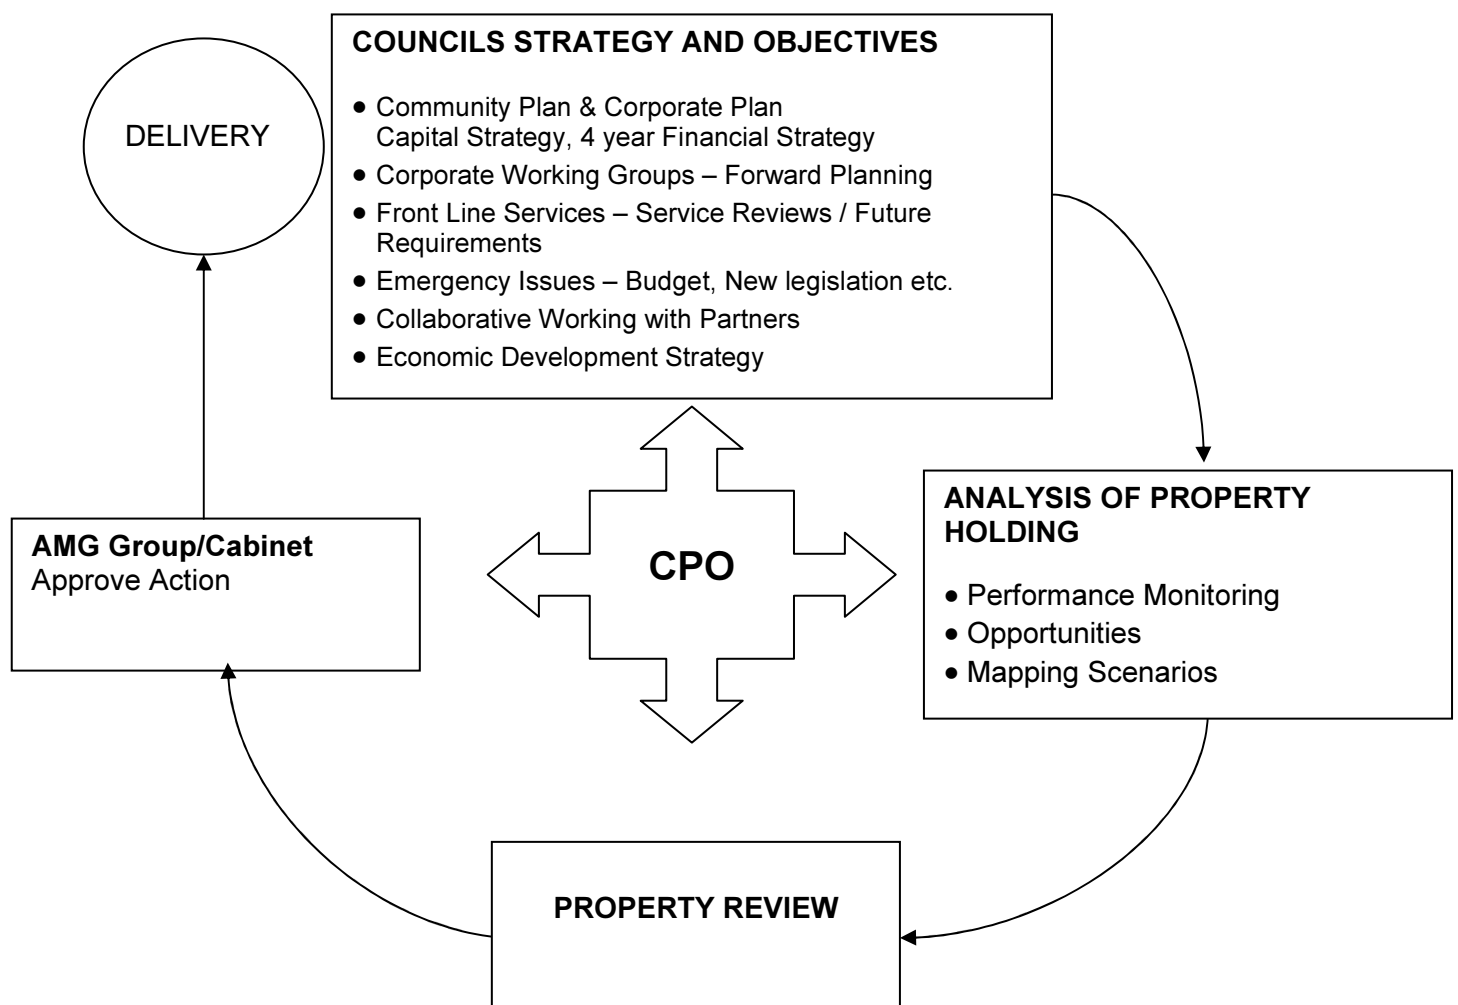 DELIVERY
COUNCILS STRATEGY AND OBJECTIVES
• Community Plan & Corporate Plan
Capital Strategy, 4 year Financial Strategy
• Corporate Working Groups – Forward Planning
• Front Line Services – Service Reviews / Future
Requirements
• Emergency Issues – Budget, New legislation etc.
• Collaborative Working with Partners
• Economic Development Strategy
AMG Group/Cabinet
Approve Action
CPO
ANALYSIS OF PROPERTY
HOLDING
• Performance Monitoring
• Opportunities
• Mapping Scenarios
PROPERTY REVIEW